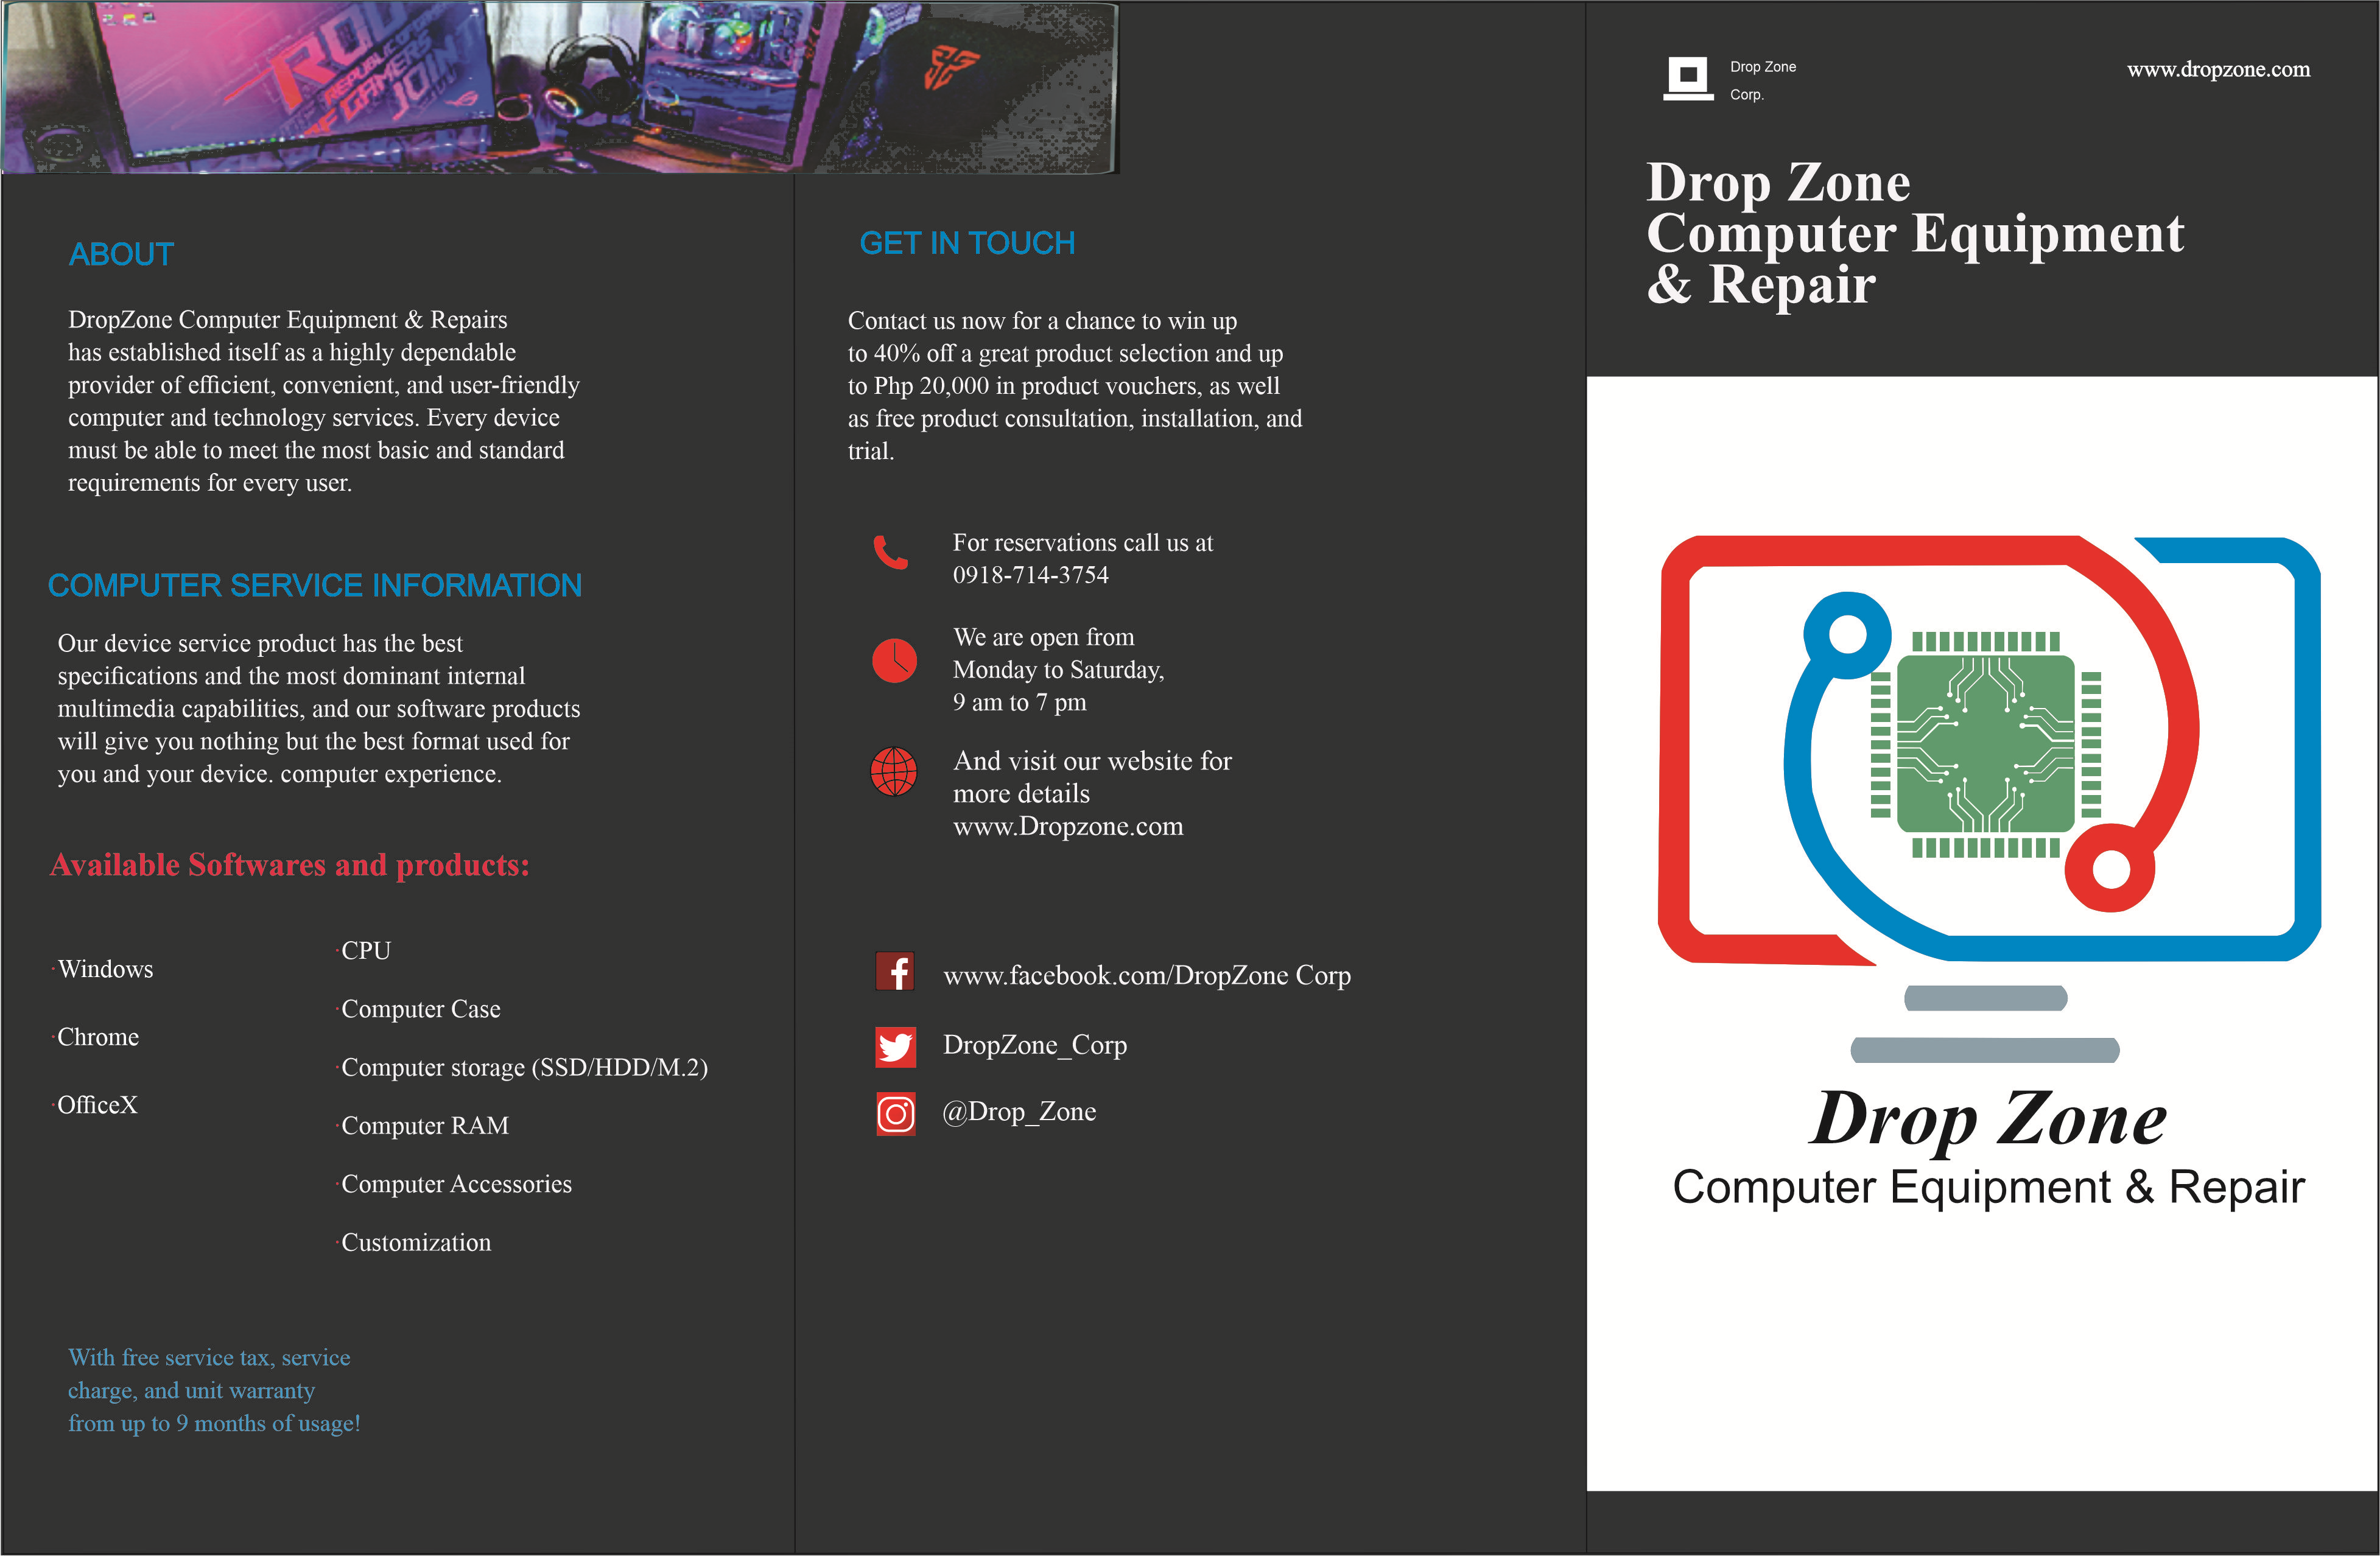 ROG
REPUBLIC OF
GAMERS
JOIN
ABOUT
DropZone Computer Equipment & Repairs
has established itself as a highly dependable
provider of efficient, convenient, and user-friendly
computer and technology services. Every device
must be able to meet the most basic and standard
requirements for every user.
COMPUTER SERVICE INFORMATION
Our device service product has the best
specifications and the most dominant internal
multimedia capabilities, and our software products
will give you nothing but the best format used for
you and your device. computer experience.
Available Softwares and products:
·Windows
·Chrome
·OfficeX
·CPU
·Computer Case
·Computer storage (SSD/HDD/M.2)
·Computer RAM
·Computer Accessories
·Customization
With free service tax, service
charge, and unit warranty
from up to 9 months of usage!
GET IN TOUCH
Contact us now for a chance to win up
to 40% off a great product selection and up
to Php 20,000 in product vouchers, as well
as free product consultation, installation, and
trial.
For reservations call us at
0918-714-3754
We are open from
Monday to Saturday,
9 am to 7 pm
And visit our website for
more details
www.Dropzone.com
www.facebook.com/DropZone Corp
DropZone_Corp
@Drop_Zone
Drop Zone
Corp.
www.dropzone.com
Drop Zone
Computer Equipment
& Repair
Drop Zone
Computer Equipment & Repair